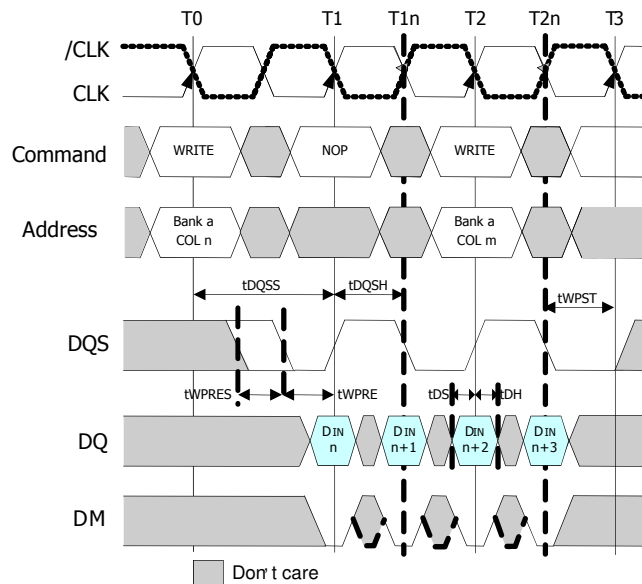 T0 T1 T1n T2 T2n T3
/CLK
CLK
Command WRITE NOP WRITE
Address Bank a COL n Bank a COL m
tDQSS tDQSH tWPST
DQS
tWPRES tWPRE tDS tDH
DQ DIN n DIN n+1 DIN n+2 DIN n+3
DM
Don't care